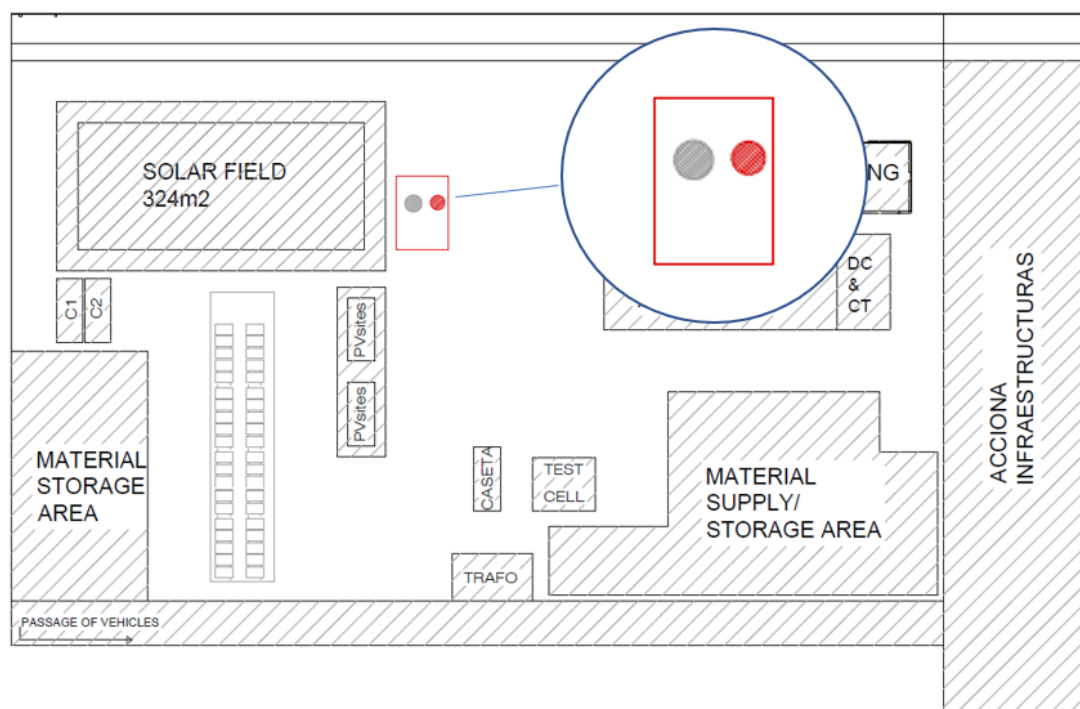 SOLAR FIELD
324m2
NG
DC
&
CT
C1
C2
PVsites
PVsites
ACCIONA
INFRAESTRUCTURAS
MATERIAL
STORAGE
AREA
CASETA
TEST
CELL
MATERIAL
SUPPLY/
STORAGE AREA
TRAFO
PASSAGE OF VEHICLES